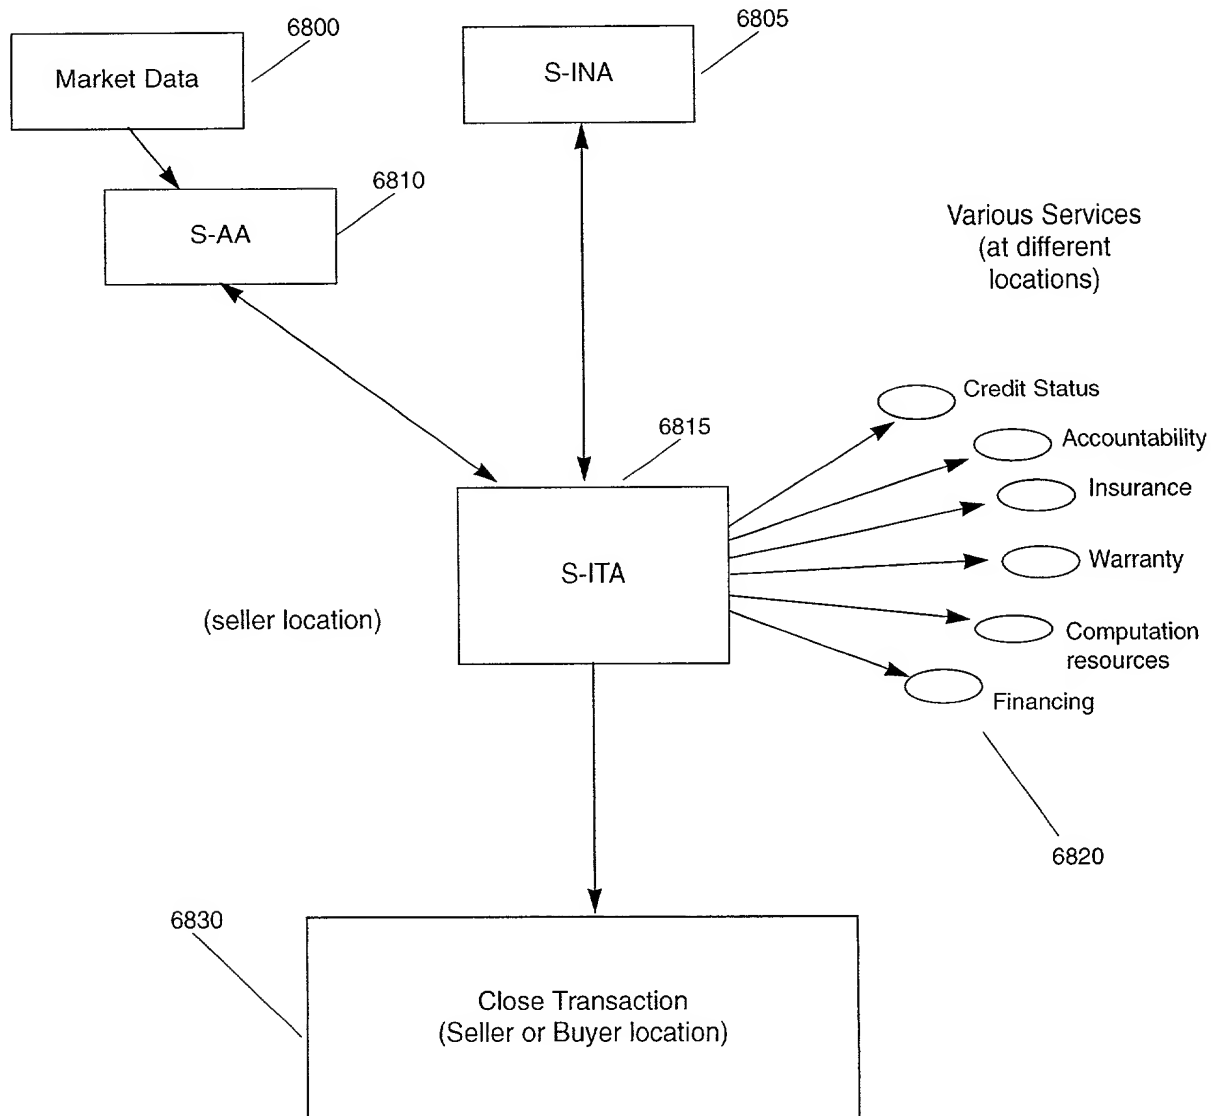 6800
6805
Market Data
S-INA
6810
S-AA
Various Services
(at different
locations)
Credit Status
6815
Accountability
Insurance
S-ITA
Warranty
(seller location)
Computation
resources
Financing
6820
6830
Close Transaction
(Seller or Buyer location)